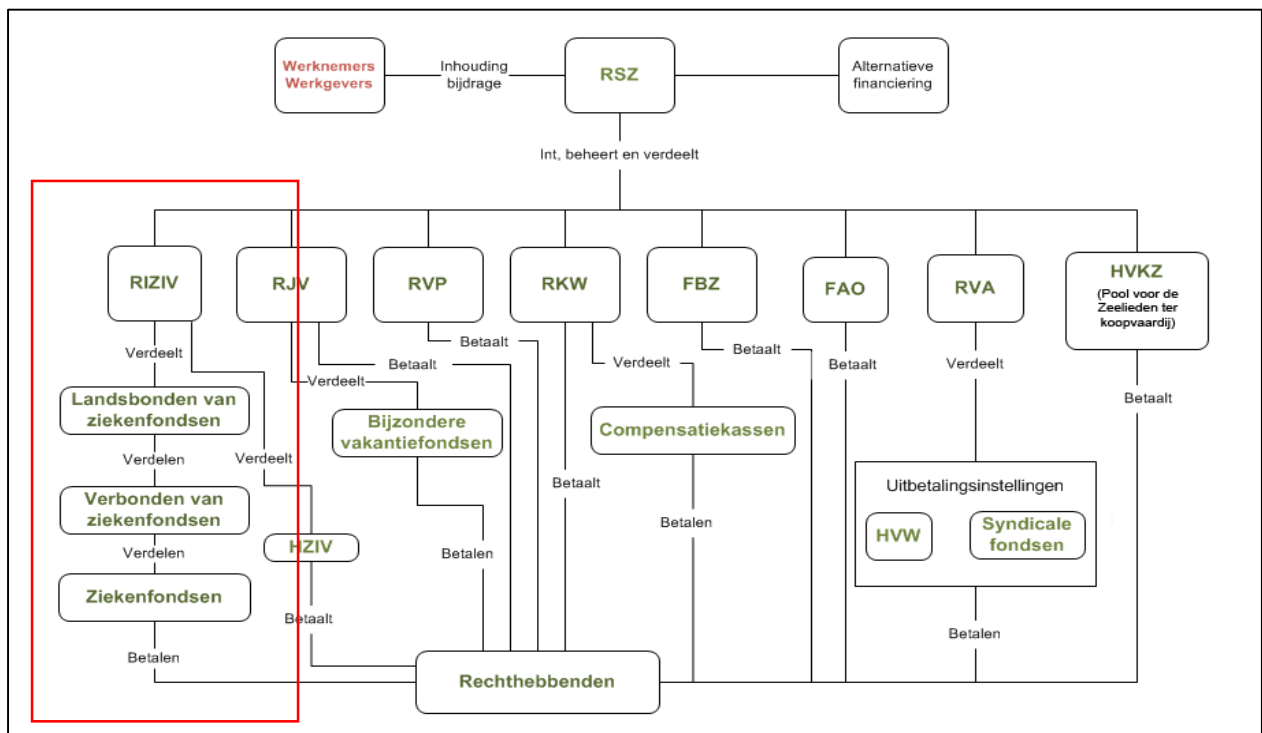 Werknemers
Werkgevers
Inhouding
bijdrage
RSZ
Alternatieve
financiering
Int, beheert en verdeelt
RIZIV
RJV
RVP
RKW
FBZ
FAO
RVA
HVKZ
(Pool voor de
Zeelieden ter
koopvaardij)
Verdeelt
Betaalt
Betaalt
Verdeelt
Betaalt
Betaalt
Verdeelt
Betaalt
Verdeelt
Landsbonden van
ziekenfondsen
Bijzondere
vakantiefondsen
Compensatiekassen
Verdelen
Verdeelt
Betaalt
Uitbetalingsinstellingen
Verbonden van
ziekenfondsen
HVW
Syndicale
fondsen
Verdelen
HZIV
Betalen
Betalen
Ziekenfondsen
Betaalt
Betalen
Betalen
Rechthebbenden